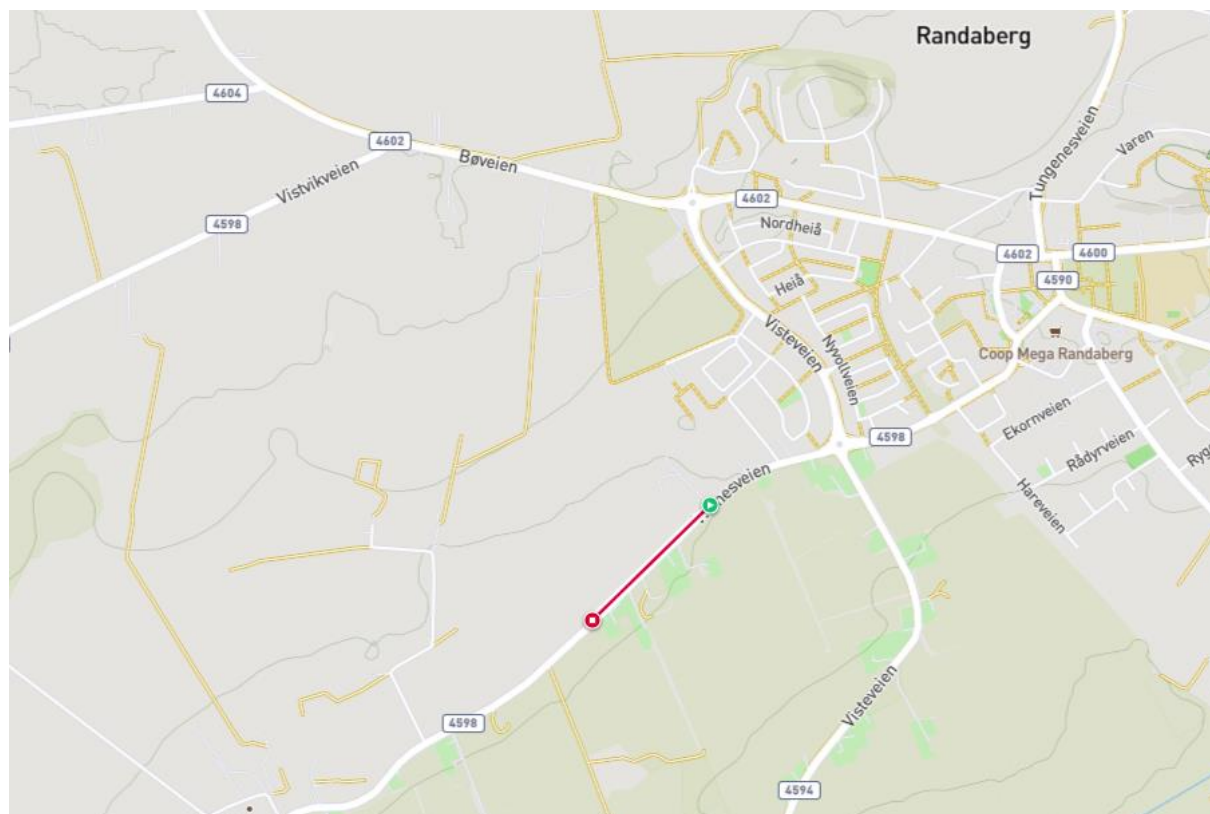 Randaberg
4604
4602
Bøveien
Vistvikveien
4598
4602
Nordheiå
Heiå
Visteveien
Nyvollveien
Tungenesveien
Varen
4602
4600
4590
Coop Mega Randaberg
4598
Ekornveien
Rådyrveien
Hareveien
4598
Visteveien
4594